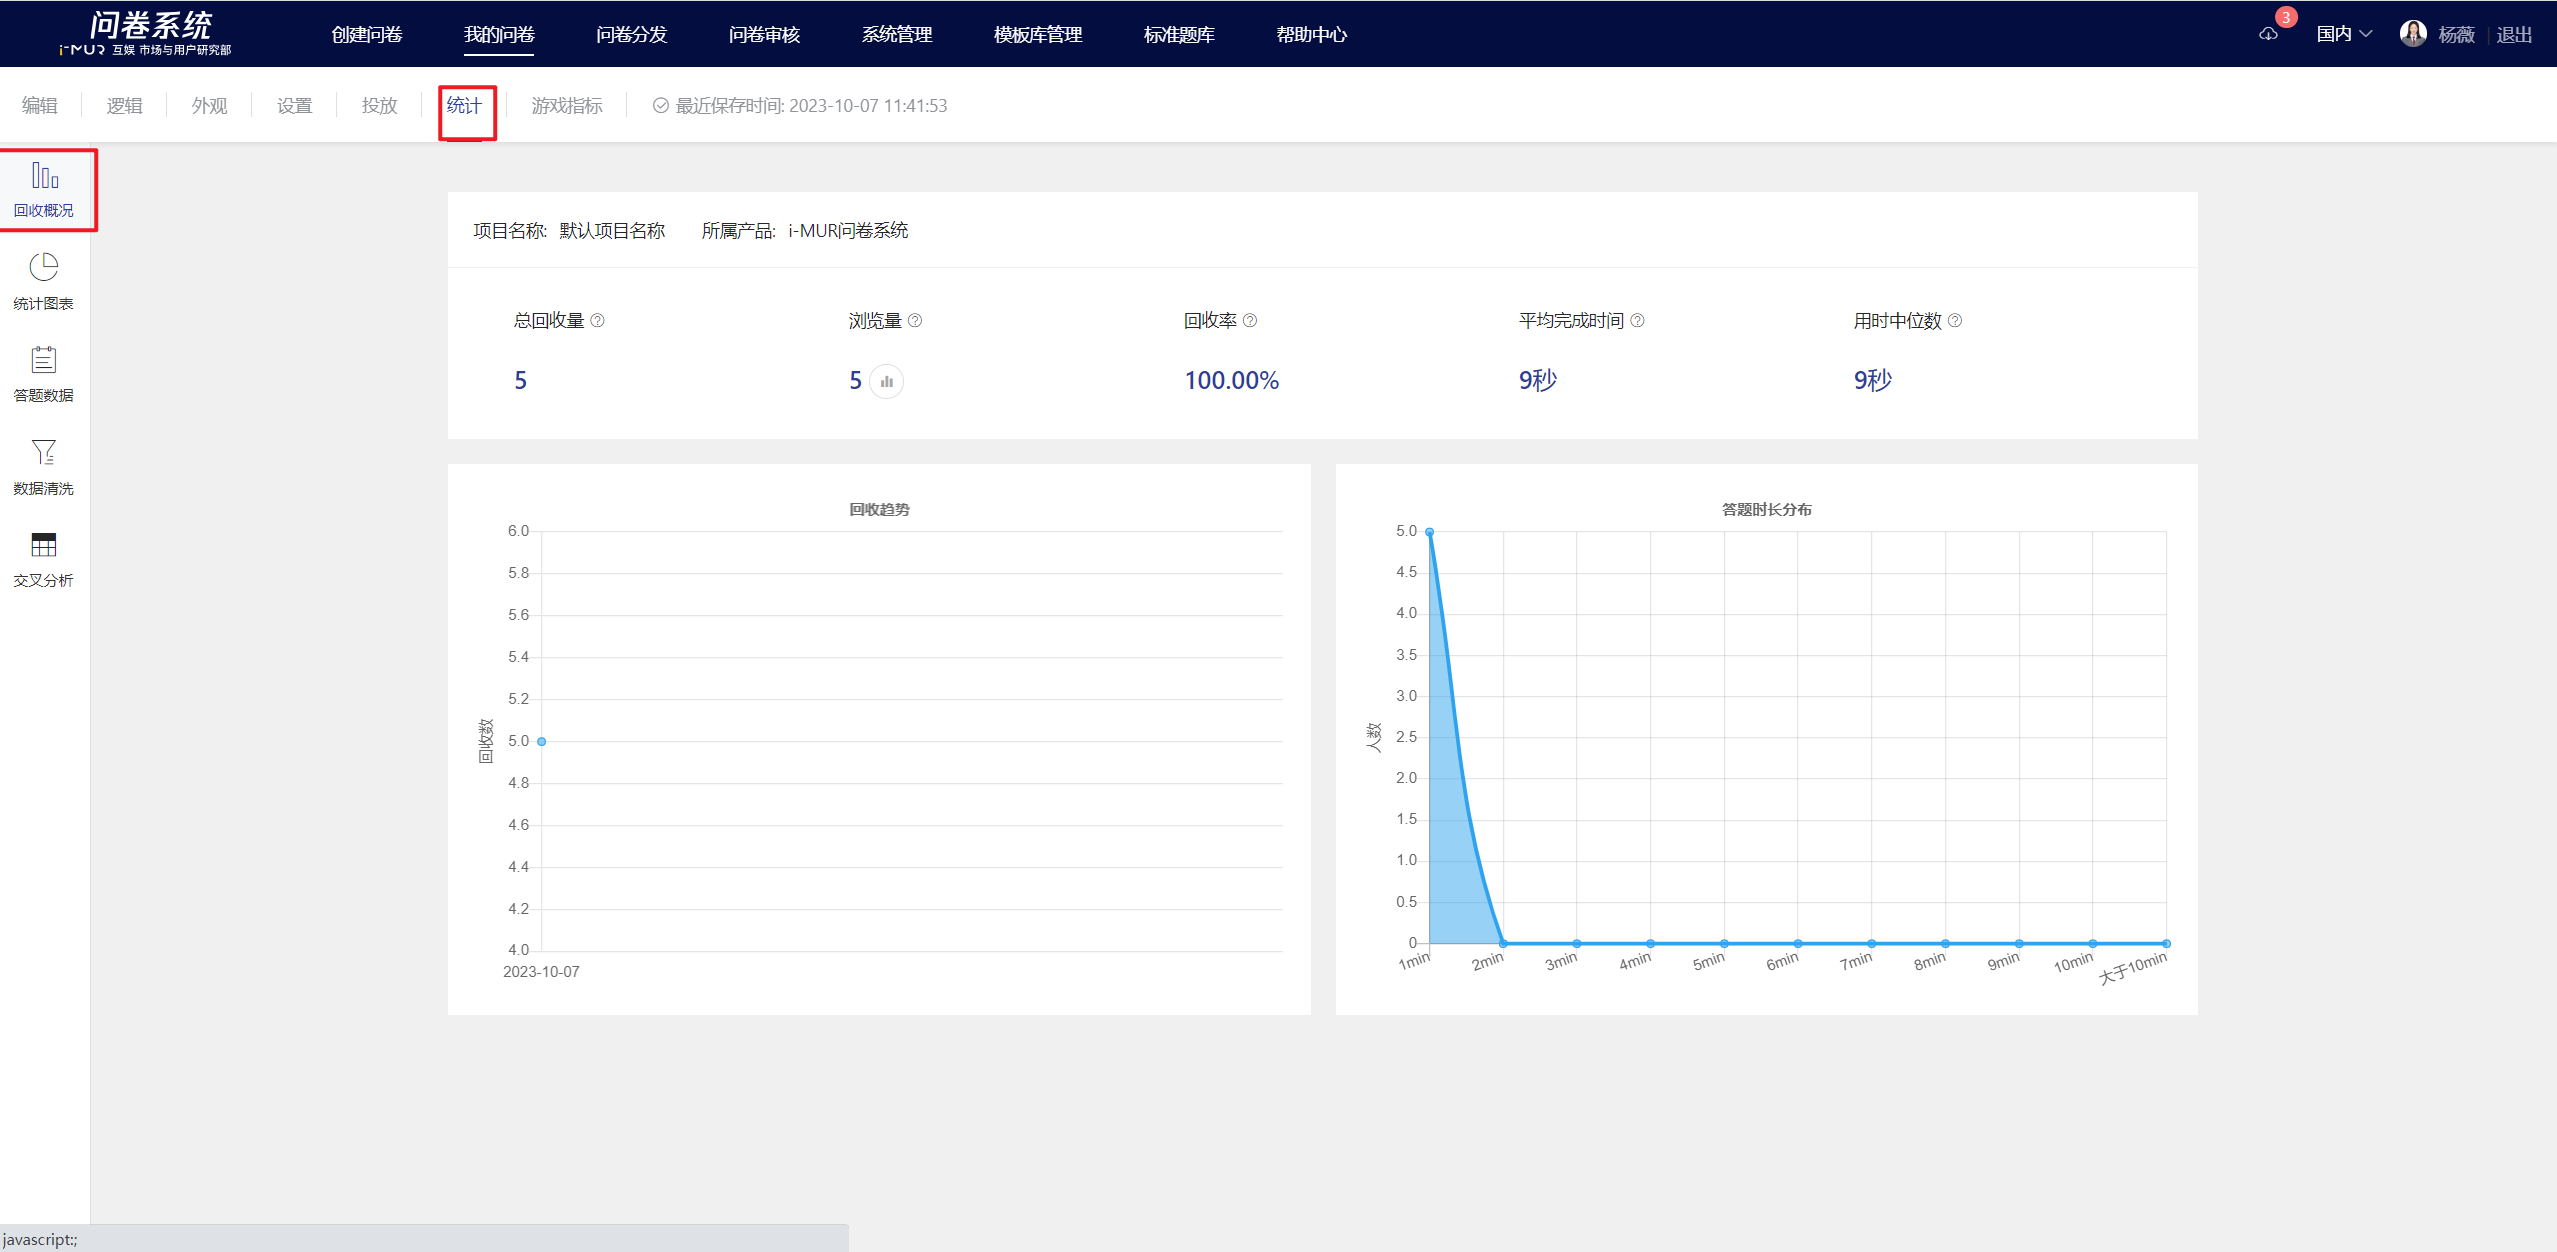 问卷系统
i-MUR 互娱 市场与用户研究部
创建问卷 我的问卷 问卷分发 问卷审核 系统管理 模板库管理 标准题库 帮助中心 3 国内 杨薇 退出
编辑 逻辑 外观 设置 投放 统计 游戏指标 最近保存时间: 2023-10-07 11:41:53
回收概况
统计图表
答题数据
数据清洗
交叉分析
项目名称: 默认项目名称 所属产品: i-MUR问卷系统
总回收量 浏览量 回收率 平均完成时间 用时中位数
5 5 100.00% 9秒 9秒
回收趋势
6.0
5.8
5.6
5.4
5.2
5.0
4.8
4.6
4.4
4.2
4.0
回收数
2023-10-07
答题时长分布
5.0
4.5
4.0
3.5
3.0
2.5
2.0
1.5
1.0
0.5
0
人数
1min 2min 3min 4min 5min 6min 7min 8min 9min 10min 大于10min
javascript:;